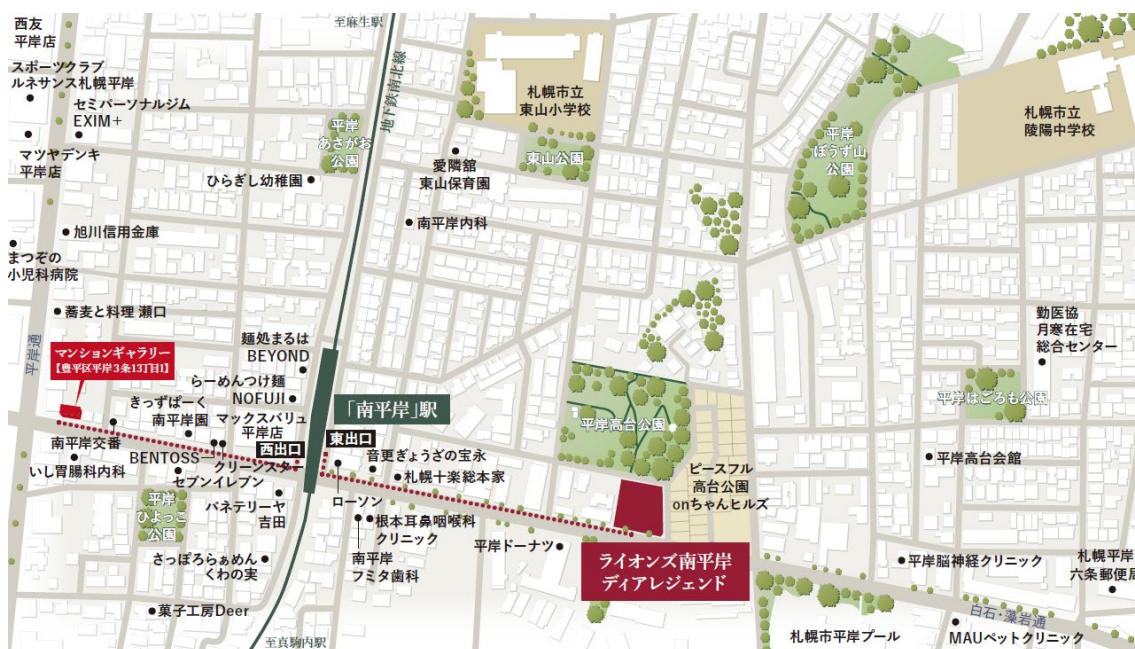 西友
平岸店
スポーツクラブ
ルネサンス札幌平岸
セミパーソナルジム
EXIM+
マツヤデンキ
平岸店
旭川信用金庫
まつぞの
小児科病院
蕎麦と料理 瀬口
平岸通
マンションギャラリー
【豊平区平岸3条13丁目1】
至麻生駅
地下鉄南北線
平岸
あさがお
公園
ひらぎし幼稚園
愛隣舘
東山保育園
南平岸内科
札幌市立
東山小学校
東山公園
平岸
ぼうず山
公園
札幌市立
陵陽中学校
勤医協
月寒在宅
総合センター
平岸はごろも公園
麺処まるは
BEYOND
らーめんつけ麺
NOFUJI
きっずぱーく
南平岸園
マックスバリュ
平岸店
「南平岸」駅
西出口
東出口
南平岸交番
いし胃腸科内科
BENTOSS
クリーンスター
セブンイレブン
平岸
ひよっこ
公園
パネテリーヤ
吉田
さっぽろらぁめん
くわの実
菓子工房Deer
至真駒内駅
音更ぎょうざの宝永
札幌十楽総本家
ローソン
根本耳鼻咽喉科
クリニック
南平岸
フミタ歯科
平岸ドーナツ
平岸高台公園
ピースフル
高台公園
onちゃんヒルズ
ライオンズ南平岸
ディアレジェンド
平岸高台会館
平岸脳神経クリニック
札幌平岸
六条郵便局
白石・藻岩通
札幌市平岸プール
MAUペットクリニック